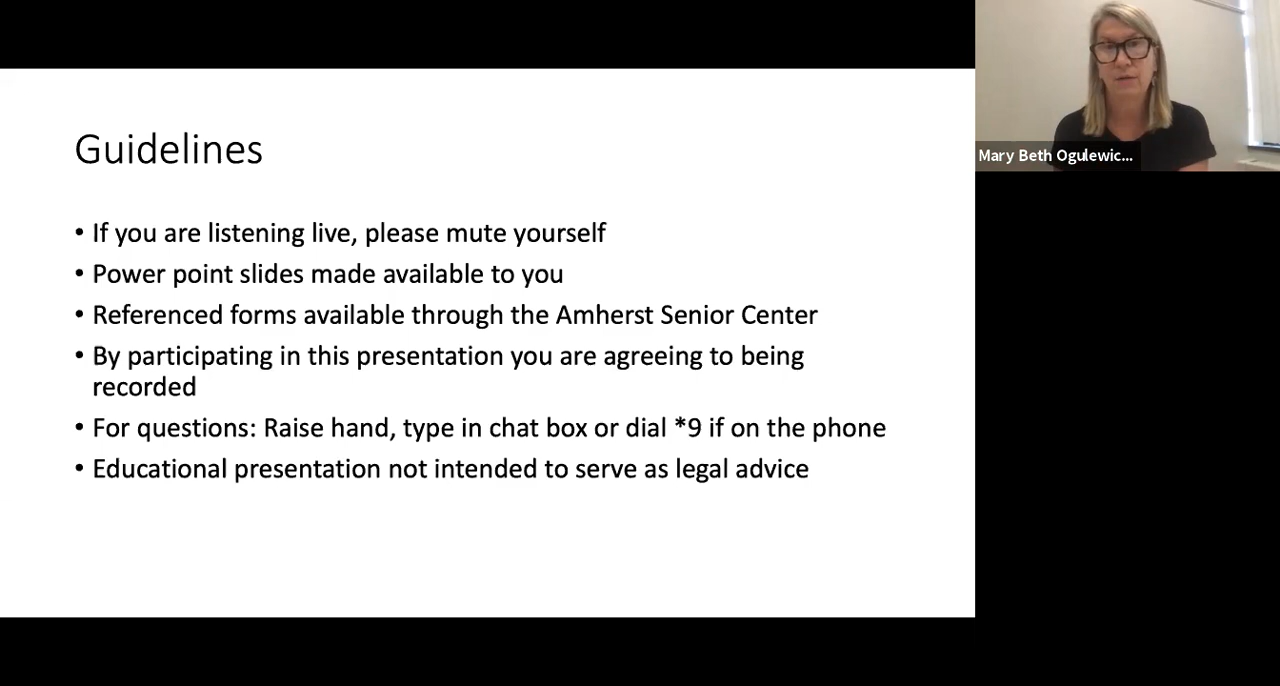 Guidelines
• If you are listening live, please mute yourself
• Power point slides made available to you
• Referenced forms available through the Amherst Senior Center
• By participating in this presentation you are agreeing to being
recorded
• For questions: Raise hand, type in chat box or dial *9 if on the phone
• Educational presentation not intended to serve as legal advice
Mary Beth Ogulewic...